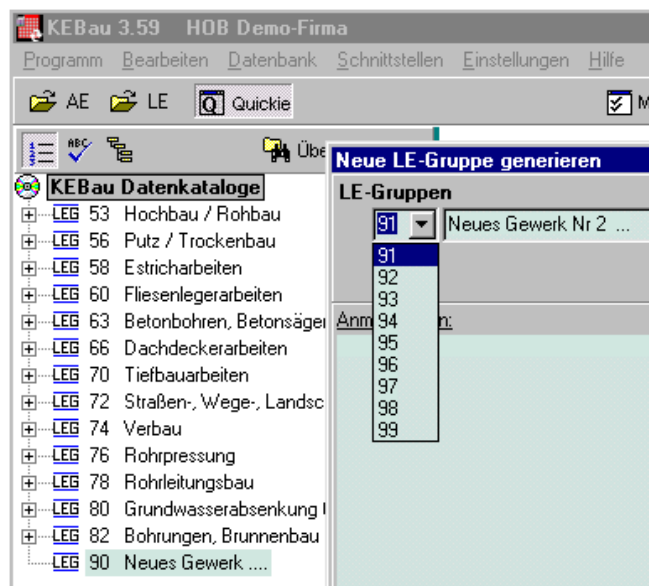 KEBau 3.59 HOB Demo-Firma
Programm Bearbeiten Datenbank Schnittstellen Einstellungen Hilfe
AE LE Quickie
KEBau Datenkataloge
LEG 53 Hochbau / Rohbau
LEG 56 Putz / Trockenbau
LEG 58 Estricharbeiten
LEG 60 Fliesenlegerarbeiten
LEG 63 Betonbohren, Betonsäger
LEG 66 Dachdeckerarbeiten
LEG 70 Tiefbauarbeiten
LEG 72 Straßen-, Wege-, Landsc
LEG 74 Verbau
LEG 76 Rohrpressung
LEG 78 Rohrleitungsbau
LEG 80 Grundwasserabsenkung
LEG 82 Bohrungen, Brunnenbau
LEG 90 Neues Gewerk ....
Neue LE-Gruppe generieren
LE-Gruppen
91 Neues Gewerk Nr 2 ...
91
92
93
94
95
96
97
98
99